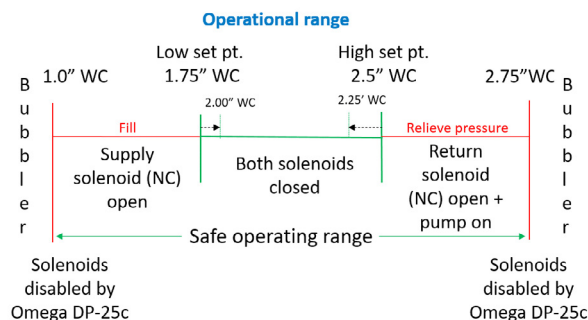 Operational range
Low set pt.
High set pt.
1.0” WC
1.75” WC
2.5” WC
2.75” WC
2.00” WC
2.25’ WC
Bubbler
Fill
Relieve pressure
Bubbler
Supply
solenoid (NC)
open
Both solenoids
closed
Return
solenoid
(NC) open +
pump on
Safe operating range
Solenoids
disabled by
Omega DP-25c
Solenoids
disabled by
Omega DP-25c